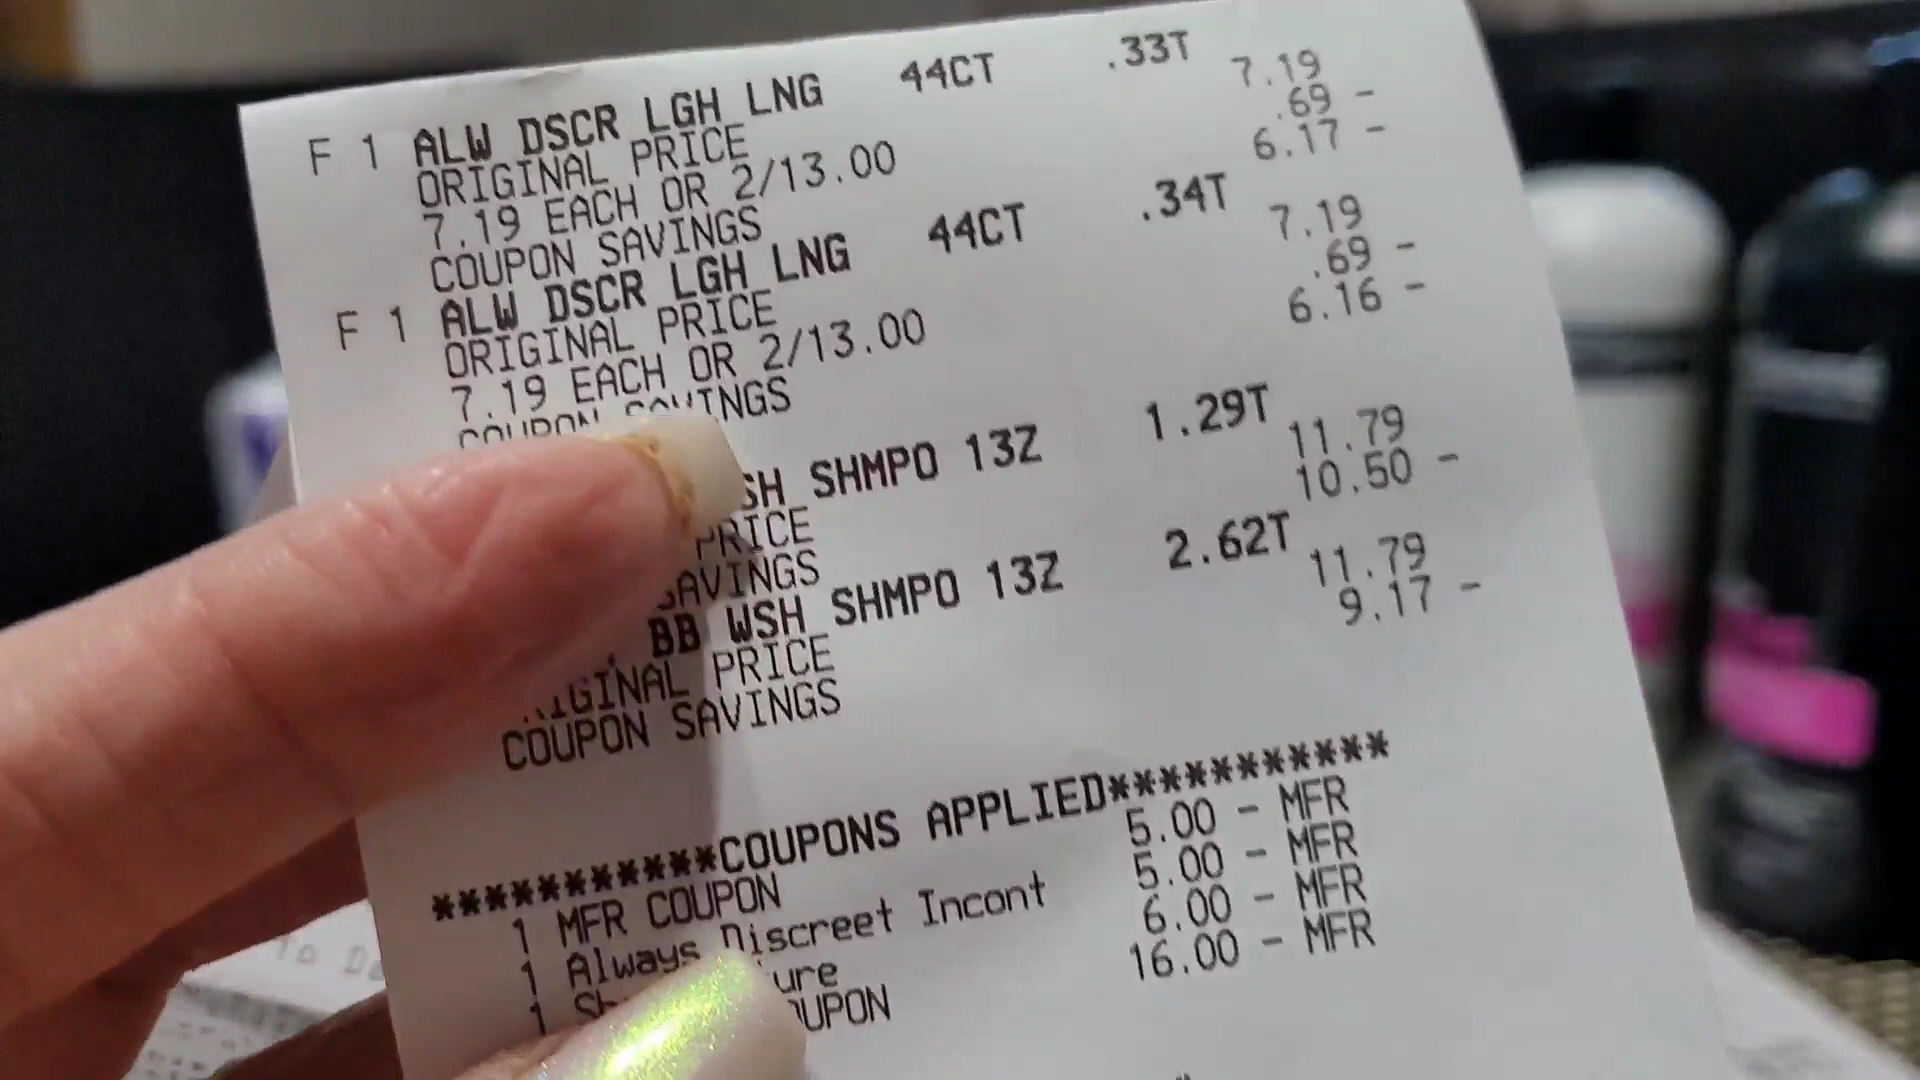 F 1 ALW DSCR LGH LNG 44CT .33T
ORIGINAL PRICE 7.19
7.19 EACH OR 2/13.00 .69 -
COUPON SAVINGS 6.17 -
F 1 ALW DSCR LGH LNG 44CT .34T
ORIGINAL PRICE 7.19
7.19 EACH OR 2/13.00 .69 -
COUPON SAVINGS 6.16 -
SHMPO 13Z 1.29T
PRICE 11.79
SAVINGS 10.50 -
BB WSH SHMPO 13Z 2.62T
ORIGINAL PRICE 11.79
COUPON SAVINGS 9.17 -
***********COUPONS APPLIED***********
1 MFR COUPON 5.00 - MFR
1 Always Discreet Incont 5.00 - MFR
1 6.00 - MFR
COUPON 16.00 - MFR